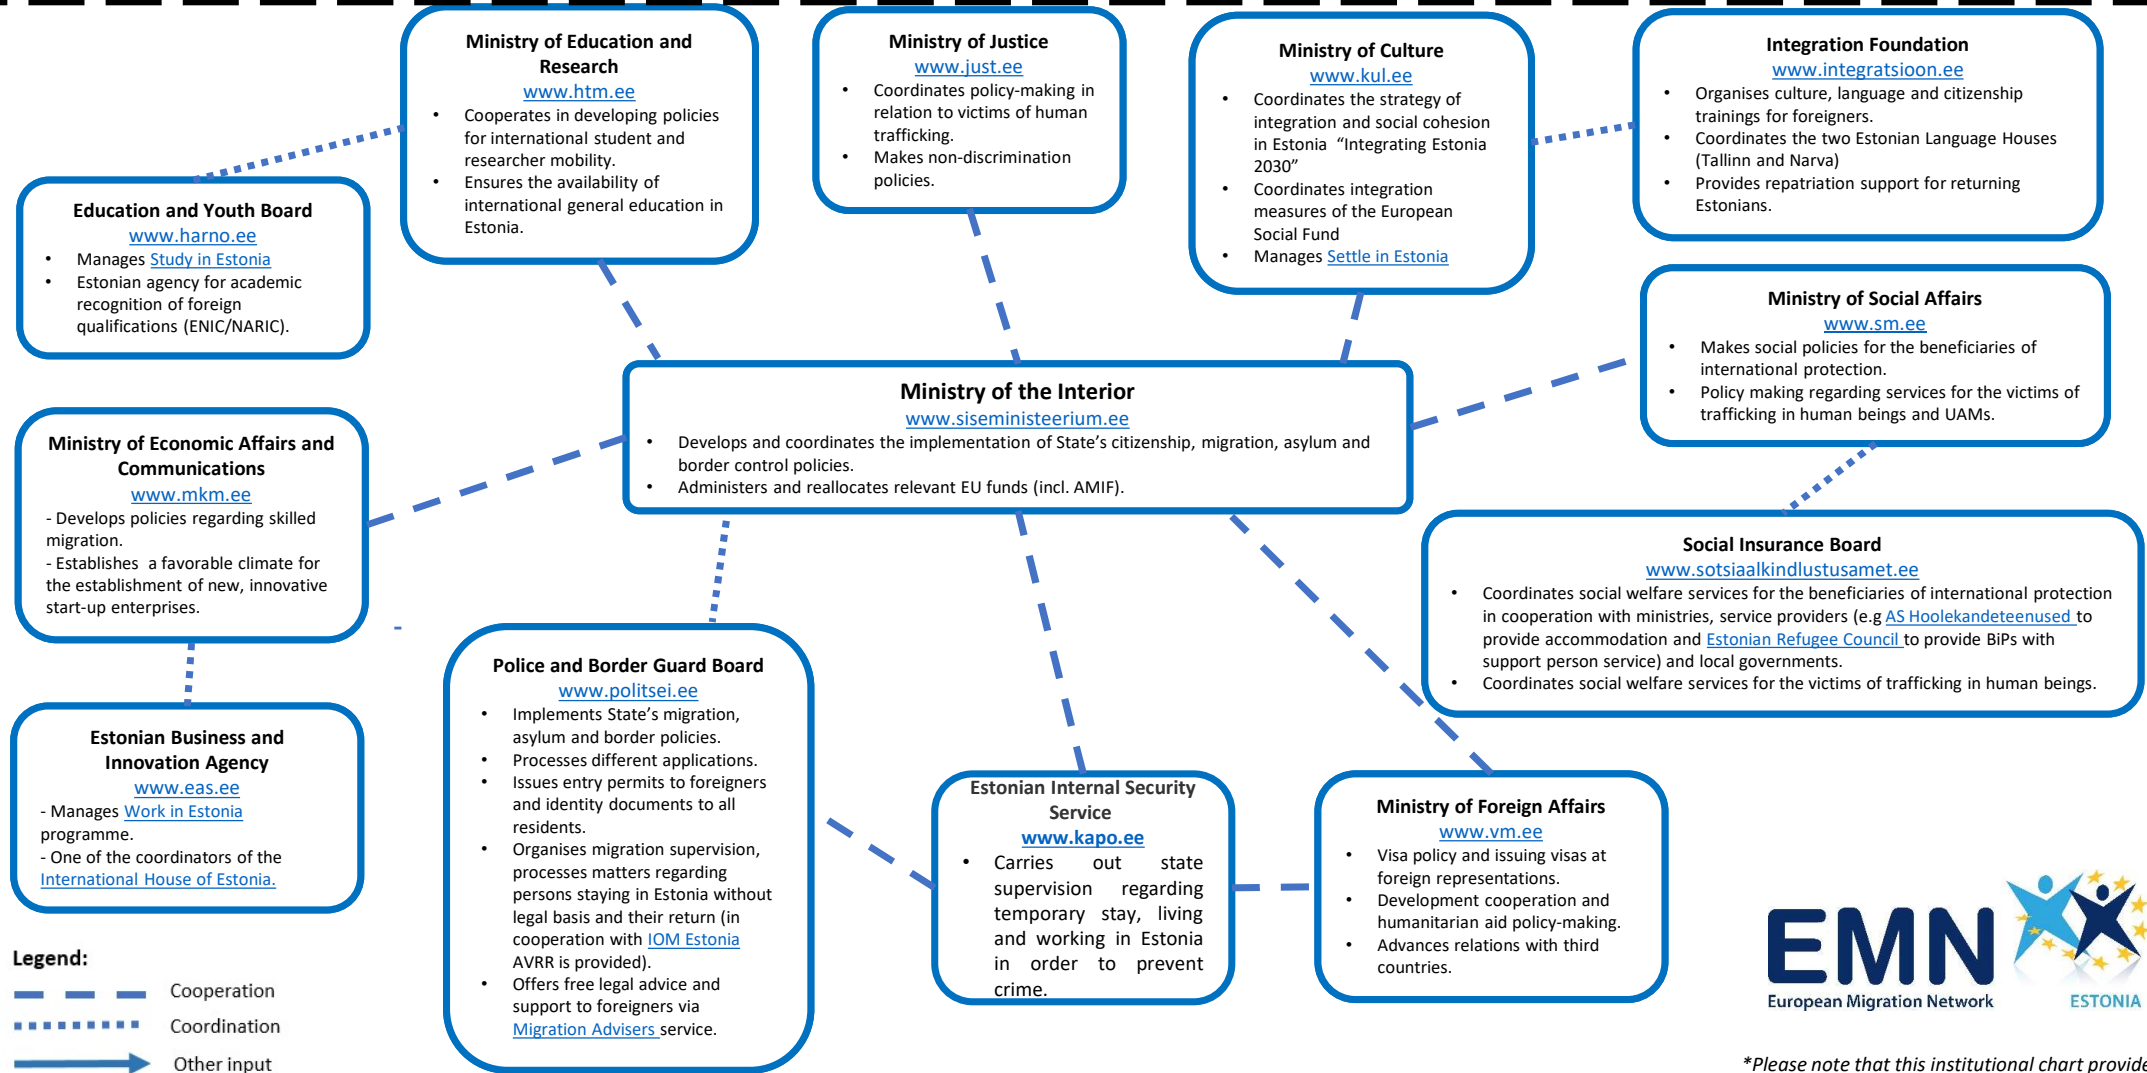 Ministry of Education and
Research
www.htm.ee
• Cooperates in developing policies
for international student and
researcher mobility.
• Ensures the availability of
international general education in
Estonia.
Ministry of Justice
www.just.ee
• Coordinates policy-making in
relation to victims of human
trafficking.
• Makes non-discrimination
policies.
Ministry of Culture
www.kul.ee
• Coordinates the strategy of
integration and social cohesion
in Estonia “Integrating Estonia
2030”
• Coordinates integration
measures of the European
Social Fund
• Manages Settle in Estonia
Integration Foundation
www.integratsioon.ee
• Organises culture, language and citizenship
trainings for foreigners.
• Coordinates the two Estonian Language Houses
(Tallinn and Narva)
• Provides repatriation support for returning
Estonians.
Education and Youth Board
www.harno.ee
• Manages Study in Estonia
• Estonian agency for academic
recognition of foreign
qualifications (ENIC/NARIC).
Ministry of Social Affairs
www.sm.ee
• Makes social policies for the beneficiaries of
international protection.
• Policy making regarding services for the victims of
trafficking in human beings and UAMs.
Ministry of the Interior
www.siseministeerium.ee
• Develops and coordinates the implementation of State’s citizenship, migration, asylum and
border control policies.
• Administers and reallocates relevant EU funds (incl. AMIF).
Ministry of Economic Affairs and
Communications
www.mkm.ee
- Develops policies regarding skilled
migration.
- Establishes a favorable climate for
the establishment of new, innovative
start-up enterprises.
Social Insurance Board
www.sotsiaalkindlustusamet.ee
• Coordinates social welfare services for the beneficiaries of international protection
in cooperation with ministries, service providers (e.g AS Hoolekandeteenused to
provide accommodation and Estonian Refugee Council to provide BiPs with
support person service) and local governments.
• Coordinates social welfare services for the victims of trafficking in human beings.
Police and Border Guard Board
www.politsei.ee
• Implements State’s migration,
asylum and border policies.
• Processes different applications.
• Issues entry permits to foreigners
and identity documents to all
residents.
• Organises migration supervision,
processes matters regarding
persons staying in Estonia without
legal basis and their return (in
cooperation with IOM Estonia
AVRR is provided).
• Offers free legal advice and
support to foreigners via
Migration Advisers service.
Estonian Business and
Innovation Agency
www.eas.ee
- Manages Work in Estonia
programme.
- One of the coordinators of the
International House of Estonia.
Estonian Internal Security
Service
www.kapo.ee
• Carries out state
supervision regarding
temporary stay, living
and working in Estonia
in order to prevent
crime.
Ministry of Foreign Affairs
www.vm.ee
• Visa policy and issuing visas at
foreign representations.
• Development cooperation and
humanitarian aid policy-making.
• Advances relations with third
countries.
Legend:
Cooperation
Coordination
Other input
EMN
European Migration Network
ESTONIA
*Please note that this institutional chart provide